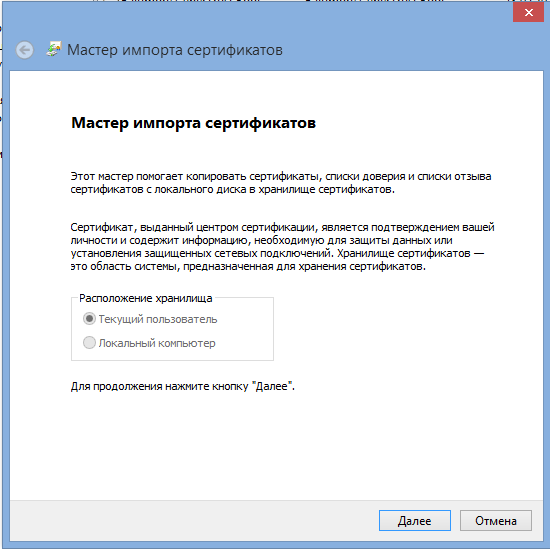 Мастер импорта сертификатов
Мастер импорта сертификатов
Этот мастер помогает копировать сертификаты, списки доверия и списки отзыва
сертификатов с локального диска в хранилище сертификатов.
Сертификат, выданный центром сертификации, является подтверждением вашей
личности и содержит информацию, необходимую для защиты данных или
установления защищенных сетевых подключений. Хранилище сертификатов —
это область системы, предназначенная для хранения сертификатов.
Расположение хранилища
Текущий пользователь
Локальный компьютер
Для продолжения нажмите кнопку "Далее".
Далее
Отмена